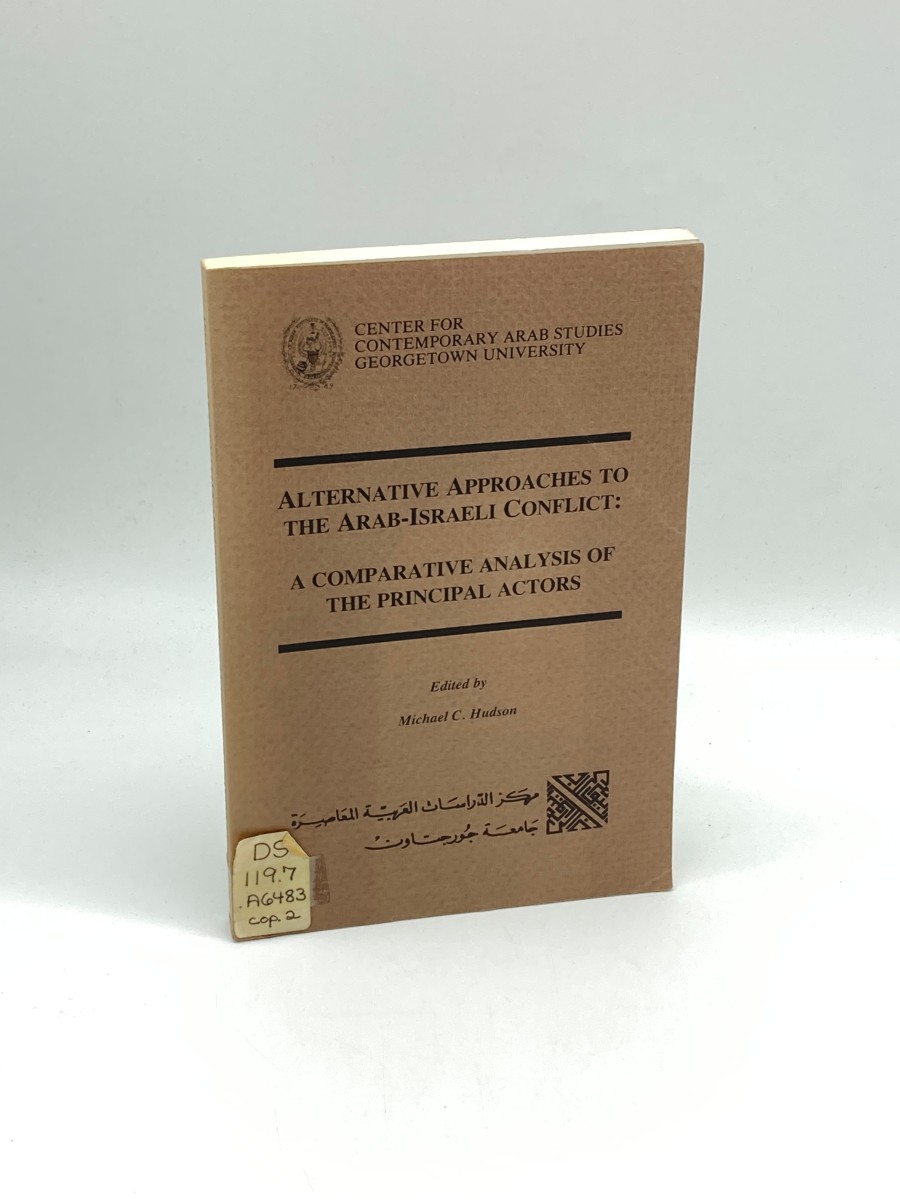 CENTER FOR
CONTEMPORARY ARAB STUDIES
GEORGETOWN UNIVERSITY
ALTERNATIVE APPROACHES TO
THE ARAB-ISRAELI CONFLICT:
A COMPARATIVE ANALYSIS OF
THE PRINCIPAL ACTORS
Edited by
Michael C. Hudson
مركز الدراسات العربية المعاصرة
جامعة جورجتاون
DS
119.7
.A6483
cop. 2